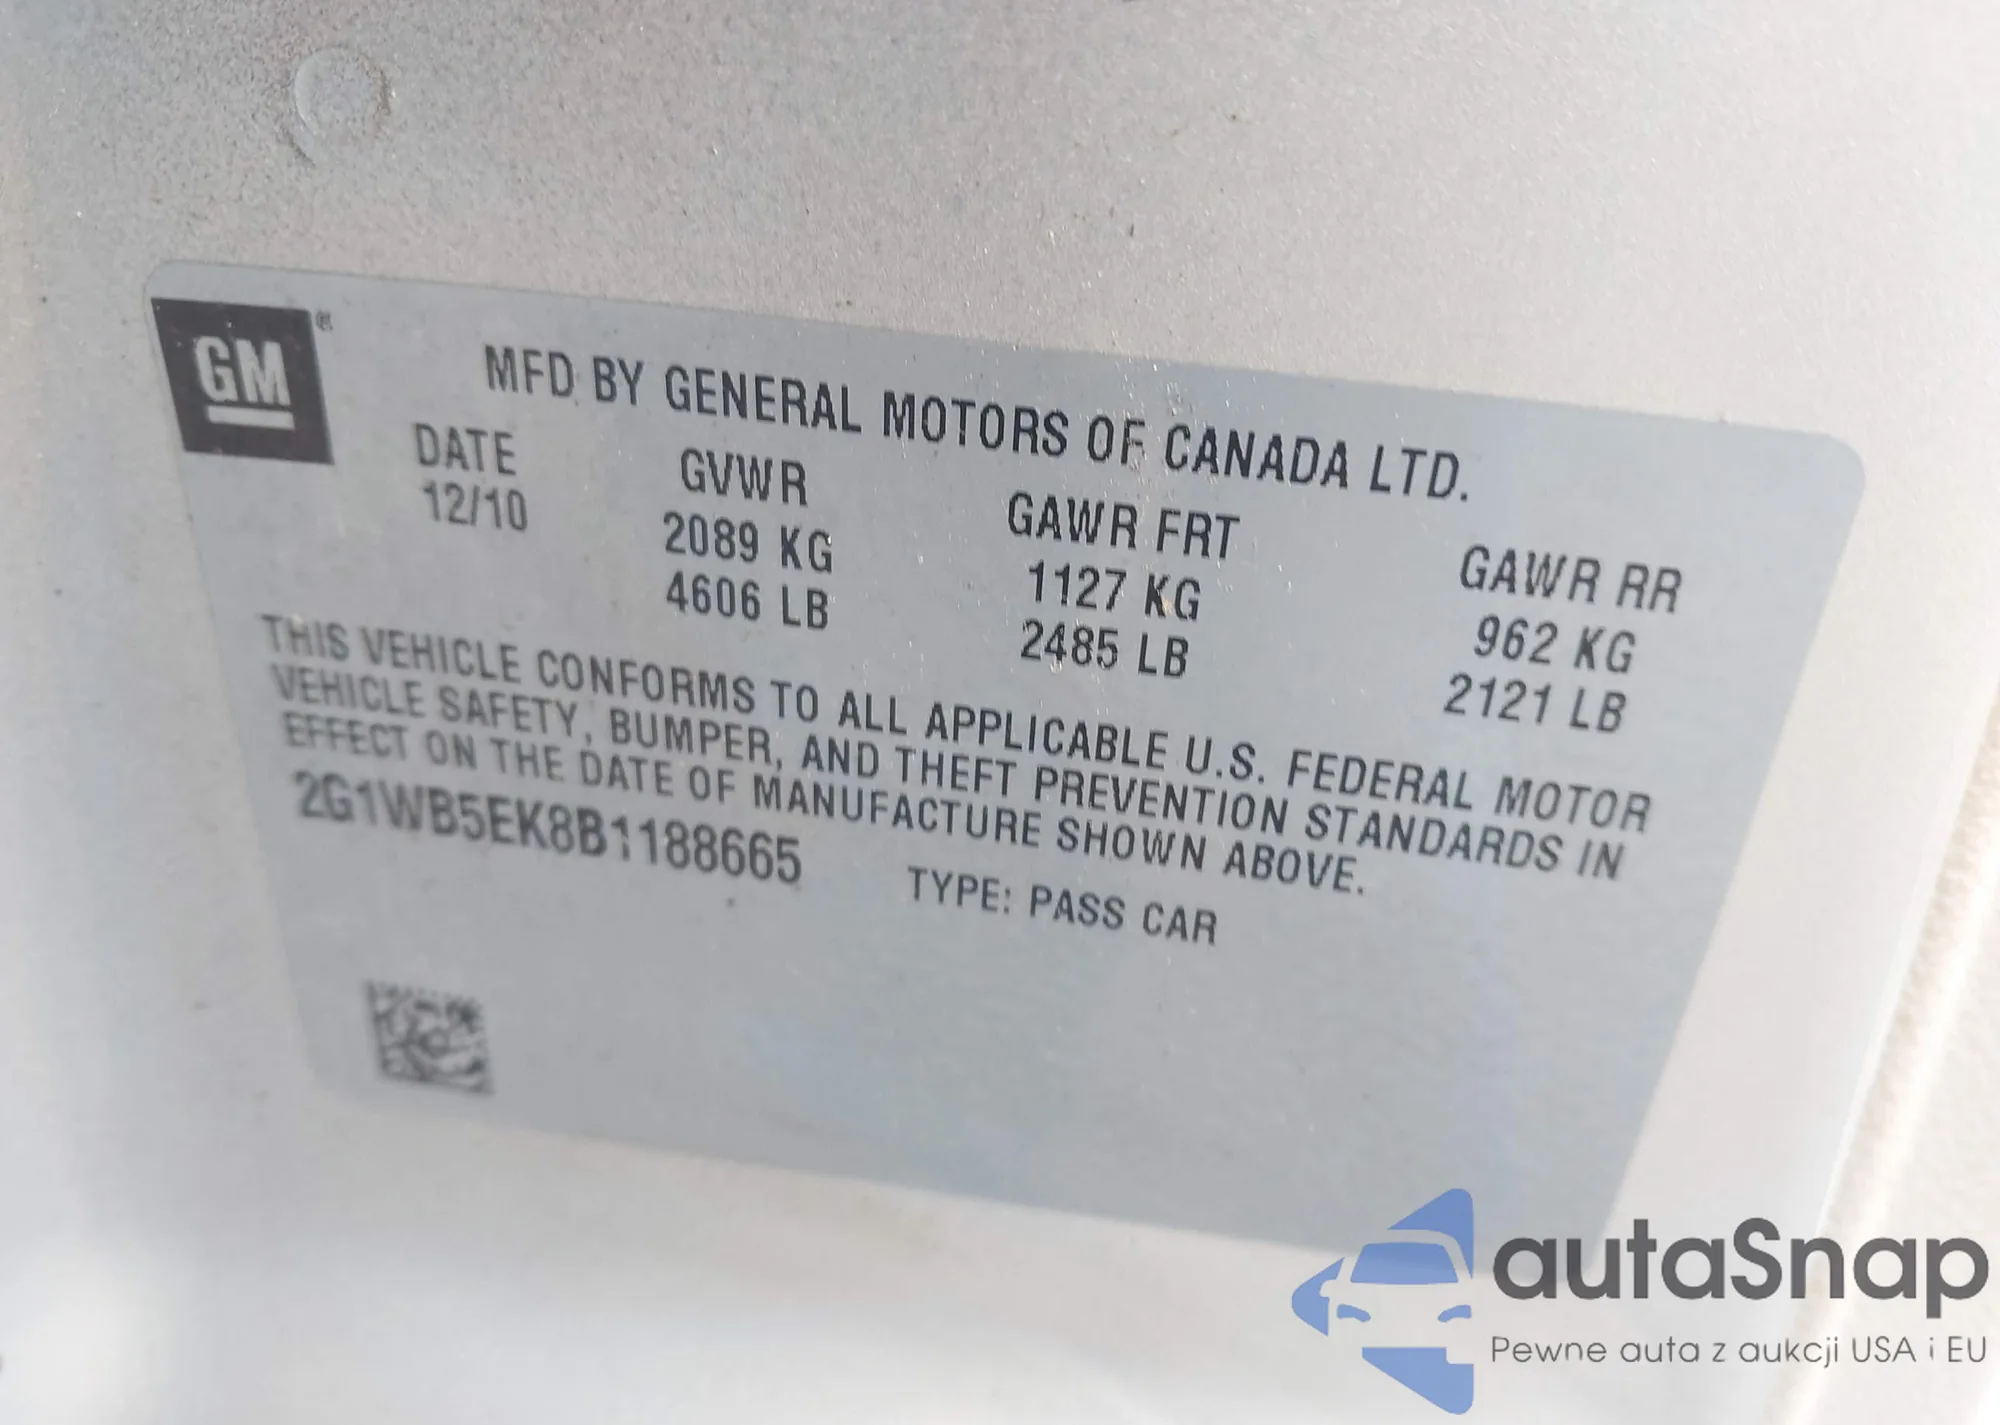 GM®
MFD BY GENERAL MOTORS OF CANADA LTD.
DATE GVWR GAWR FRT GAWR RR
12/10 2089 KG 1127 KG 962 KG
4606 LB 2485 LB 2121 LB
THIS VEHICLE CONFORMS TO ALL APPLICABLE U.S. FEDERAL MOTOR
VEHICLE SAFETY, BUMPER, AND THEFT PREVENTION STANDARDS IN
EFFECT ON THE DATE OF MANUFACTURE SHOWN ABOVE.
2G1WB5EK8B1188665 TYPE: PASS CAR
autaSnap
Pewne auta z aukcji USA i EU